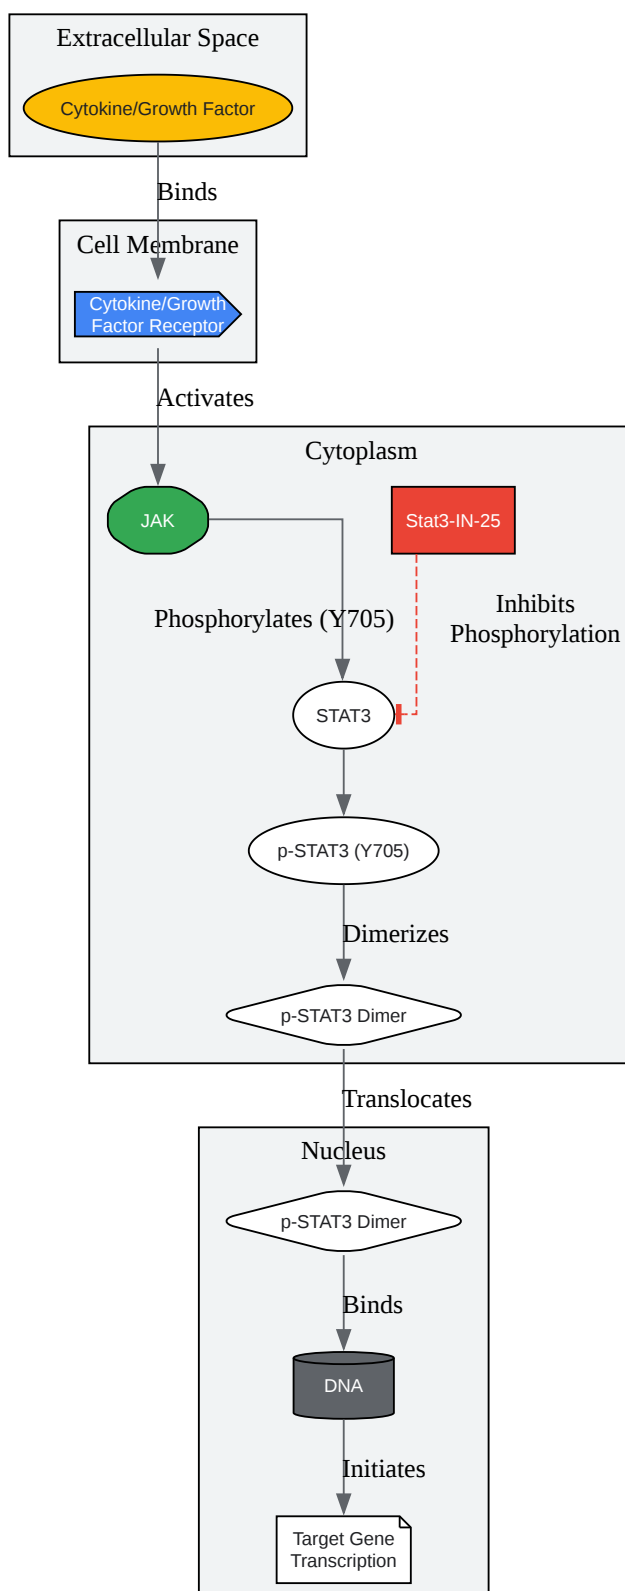 Extracellular Space
Cytokine/Growth Factor
Binds
Cell Membrane
Cytokine/Growth
Factor Receptor
Activates
Cytoplasm
JAK
Stat3-IN-25
Phosphorylates (Y705)
Inhibits
Phosphorylation
STAT3
p-STAT3 (Y705)
Dimerizes
p-STAT3 Dimer
Translocates
Nucleus
p-STAT3 Dimer
Binds
DNA
Initiates
Target Gene
Transcription